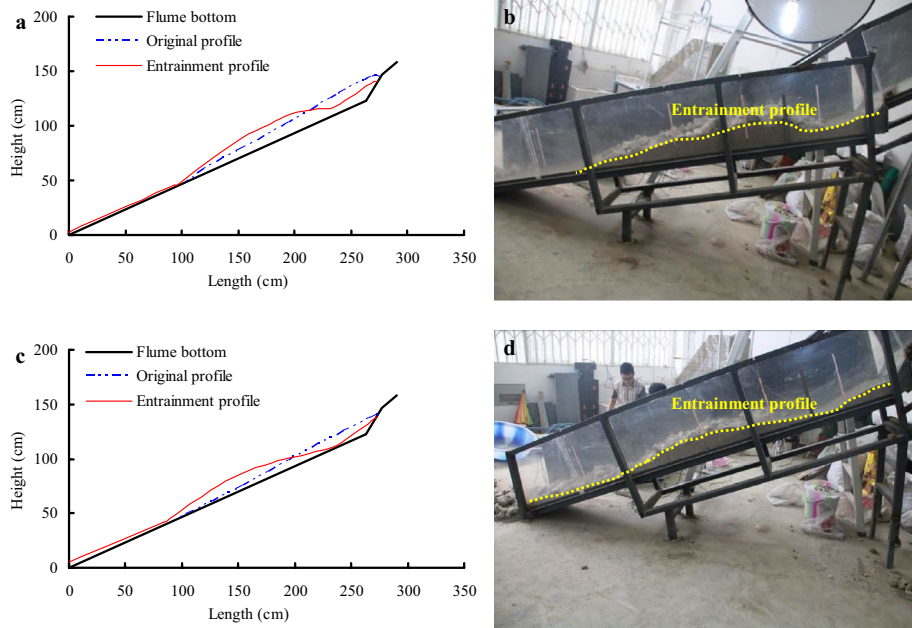 a
Flume bottom
Original profile
Entrainment profile
200
150
100
50
0
Height (cm)
0 50 100 150 200 250 300 350
Length (cm)
b
Entrainment profile
c
Flume bottom
Original profile
Entrainment profile
200
150
100
50
0
Height (cm)
0 50 100 150 200 250 300 350
Length (cm)
d
Entrainment profile